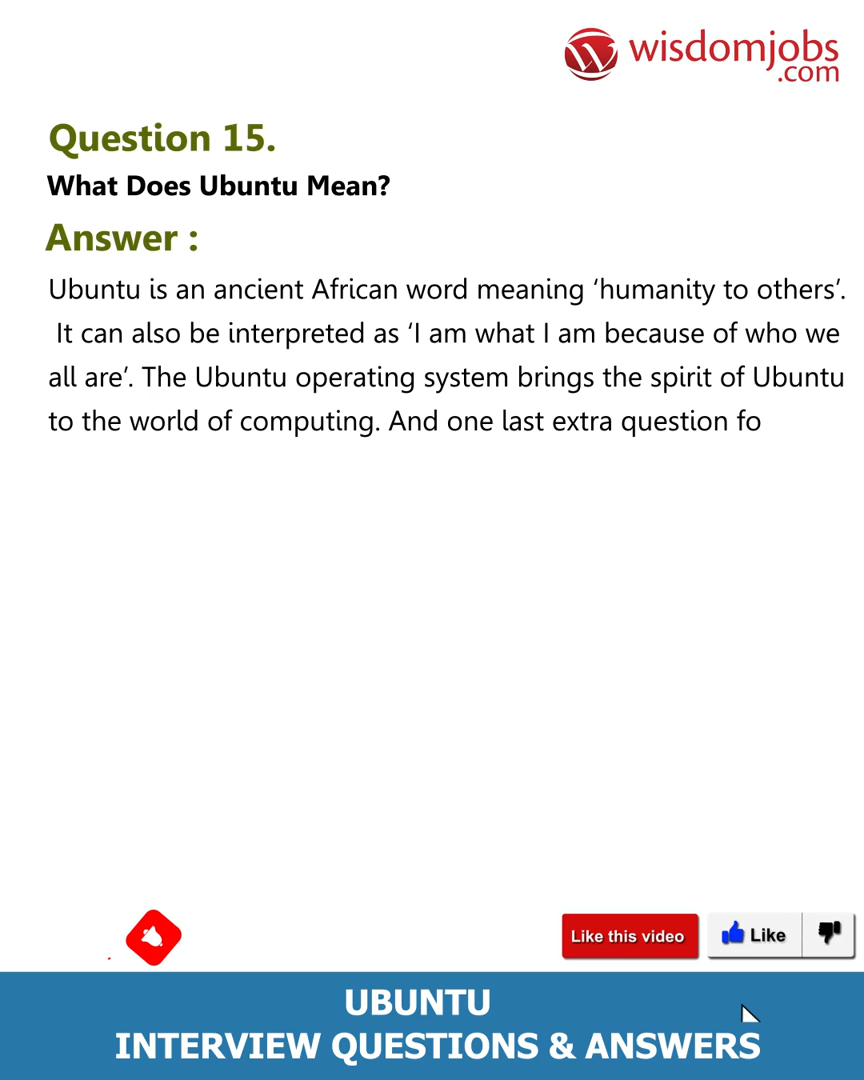 wisdomjobs
.com
Question 15.
What Does Ubuntu Mean?
Answer :
Ubuntu is an ancient African word meaning ‘humanity to others’.
It can also be interpreted as ‘I am what I am because of who we
all are’. The Ubuntu operating system brings the spirit of Ubuntu
to the world of computing. And one last extra question fo
Like this video
Like
UBUNTU
INTERVIEW QUESTIONS & ANSWERS